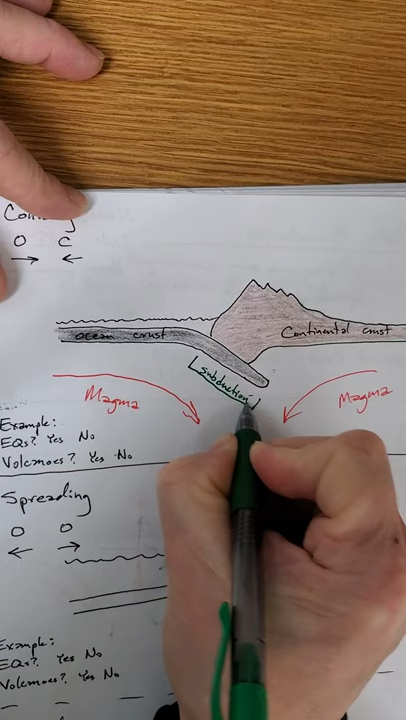 O C
ocean crust
Continental crust
subduction
Magma
Magma
Example:
EQs? Yes No
Volcanoes? Yes No
Spreading
O O
Example:
EQs? Yes No
Volcanoes? Yes No